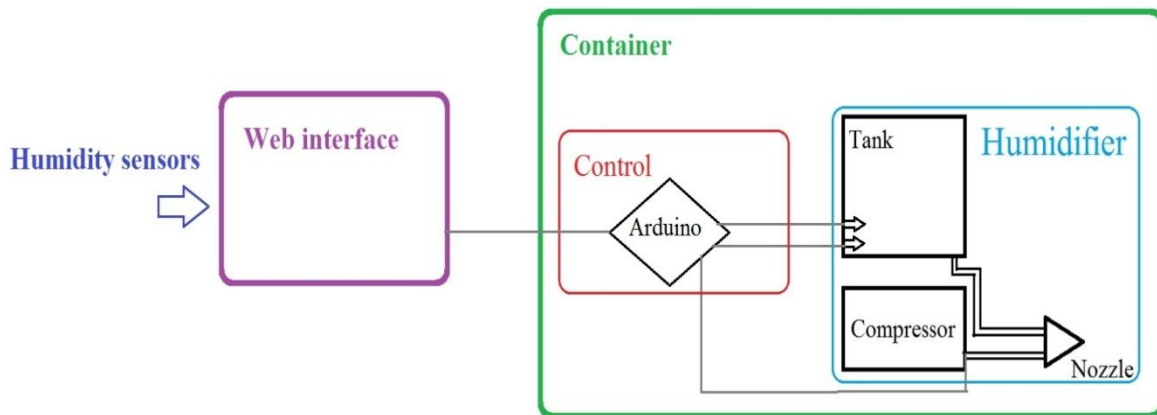 Container
Web interface
Humidity sensors
Control
Arduino
Tank
Humidifier
Compressor
Nozzle